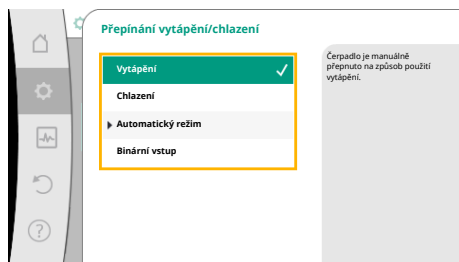 Přepínání vytápění/chlazení
Vytápění
Chlazení
Automatický režim
Binární vstup
Čerpadlo je manuálně
přepnuto na způsob použití
vytápění.